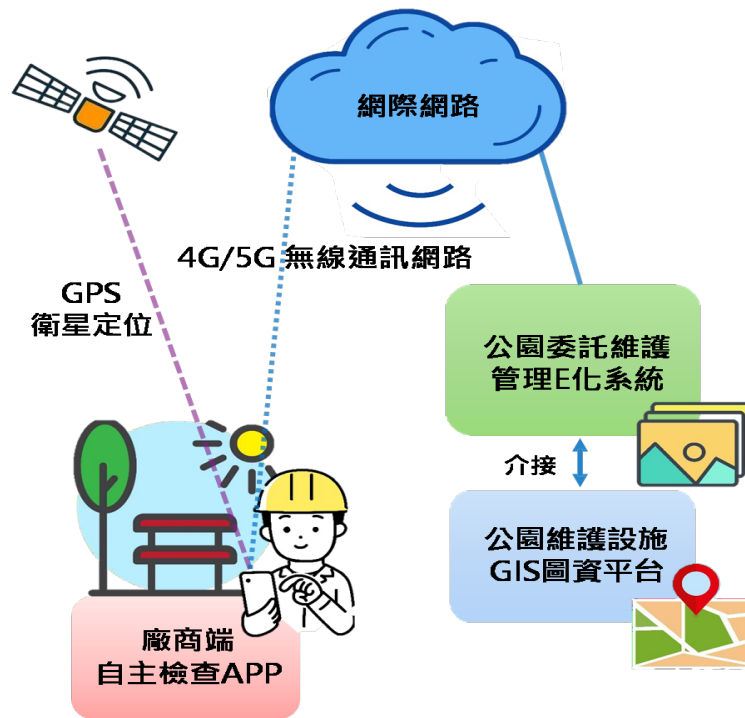 網際網路
4G/5G 無線通訊網路
GPS
衛星定位
公園委託維護
管理E化系統
介接
公園維護設施
GIS圖資平台
廠商端
自主檢查APP